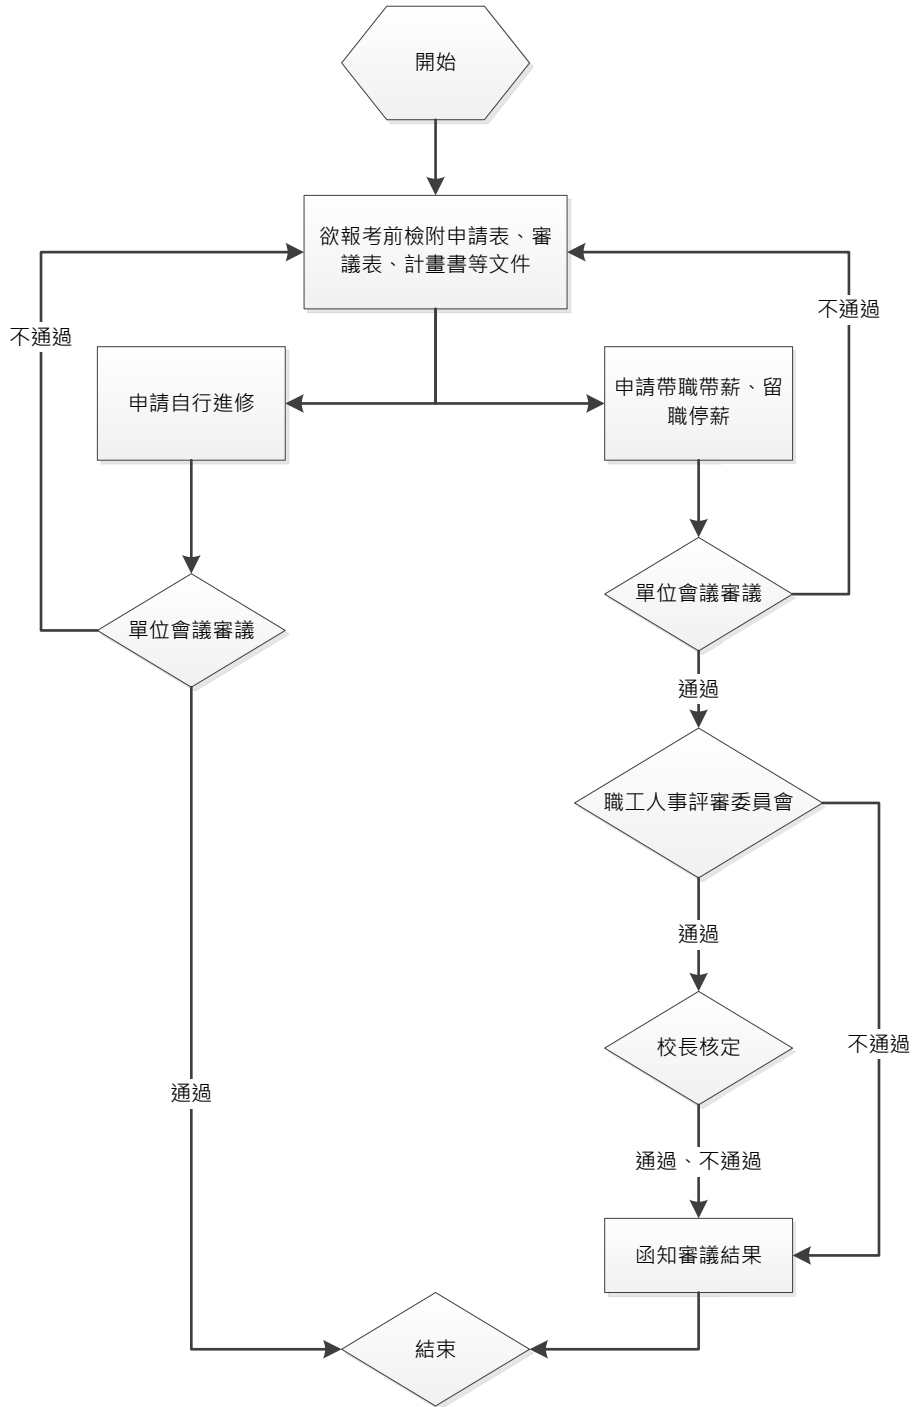 開始
欲報考前檢附申請表、審
議表、計畫書等文件
不通過
不通過
申請自行進修
申請帶職帶薪、留
職停薪
單位會議審議
單位會議審議
通過
職工人事評審委員會
通過
校長核定
不通過
通過
通過、不通過
函知審議結果
結束